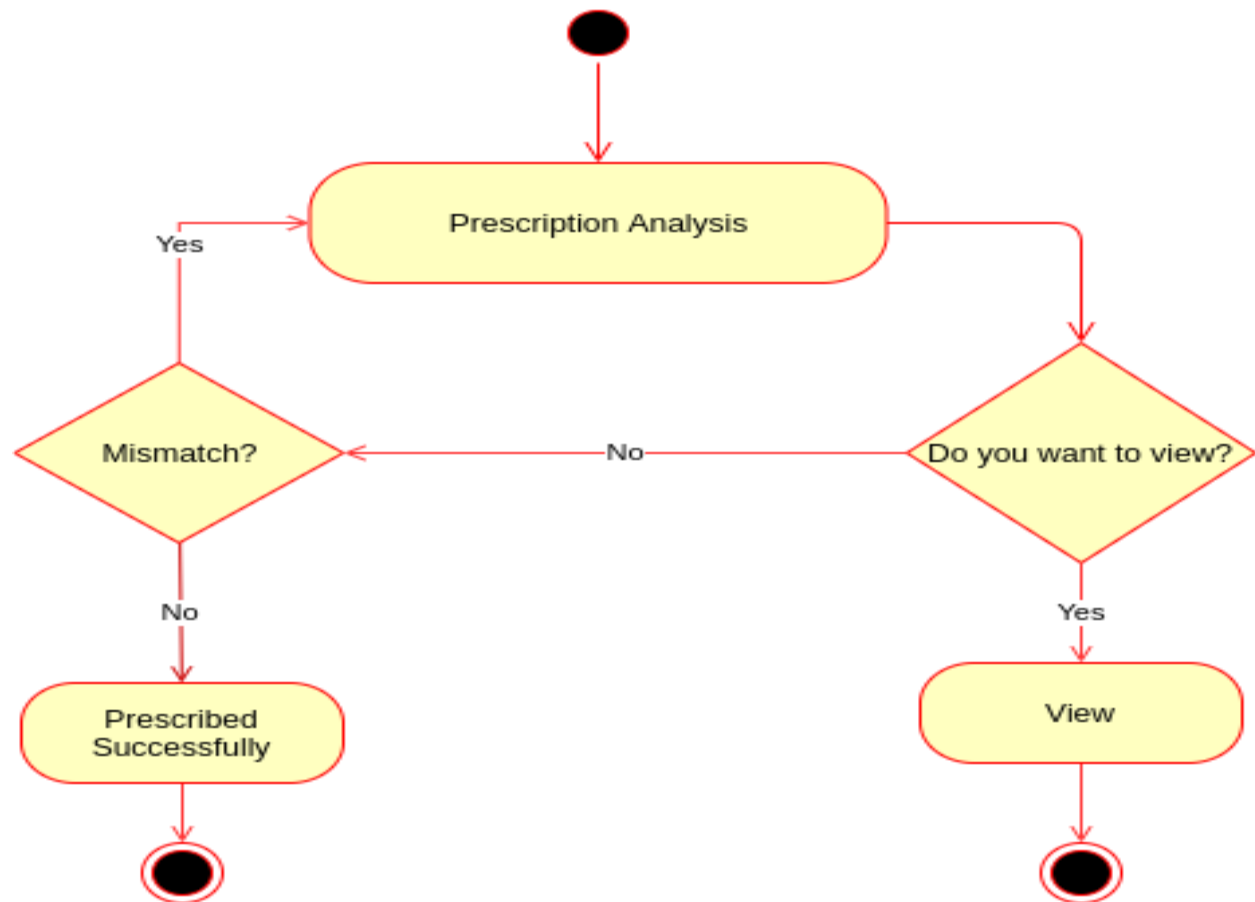 Prescription Analysis
Yes
Mismatch?
No
Do you want to view?
No
Yes
Prescribed
Successfully
View